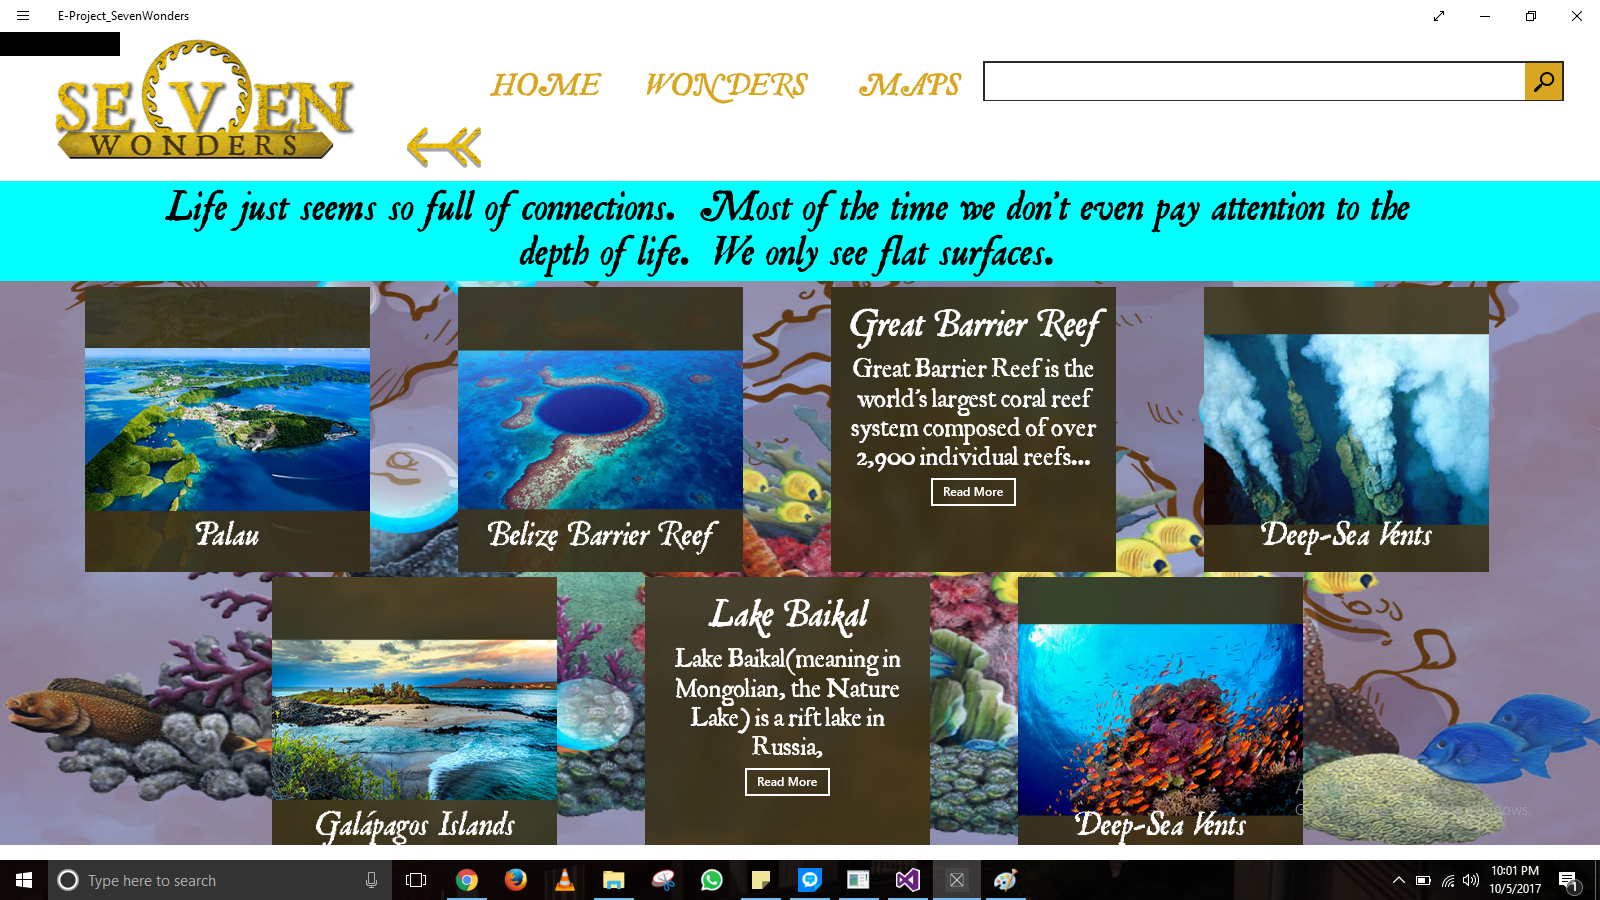 E-Project_SevenWonders
SEVEN
WONDERS
HOME WONDERS MAPS
Life just seems so full of connections. Most of the time we don't even pay attention to the
depth of life. We only see flat surfaces.
Palau
Belize Barrier Reef
Great Barrier Reef
Great Barrier Reef is the
world's largest coral reef
system composed of over
2,900 individual reefs...
Read More
Deep-Sea Vents
Galápagos Islands
Lake Baikal
Lake Baikal(meaning in
Mongolian, the Nature
Lake) is a rift lake in
Russia,
Read More
Deep-Sea Vents
Type here to search
10:01 PM
10/5/2017
1